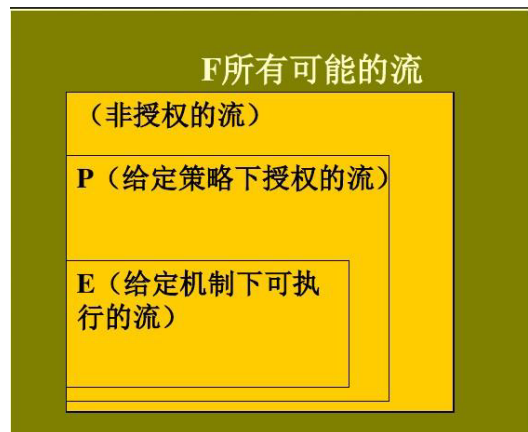 F所有可能的流
（非授权的流）
P（给定策略下授权的流）
E（给定机制下可执
行的流）